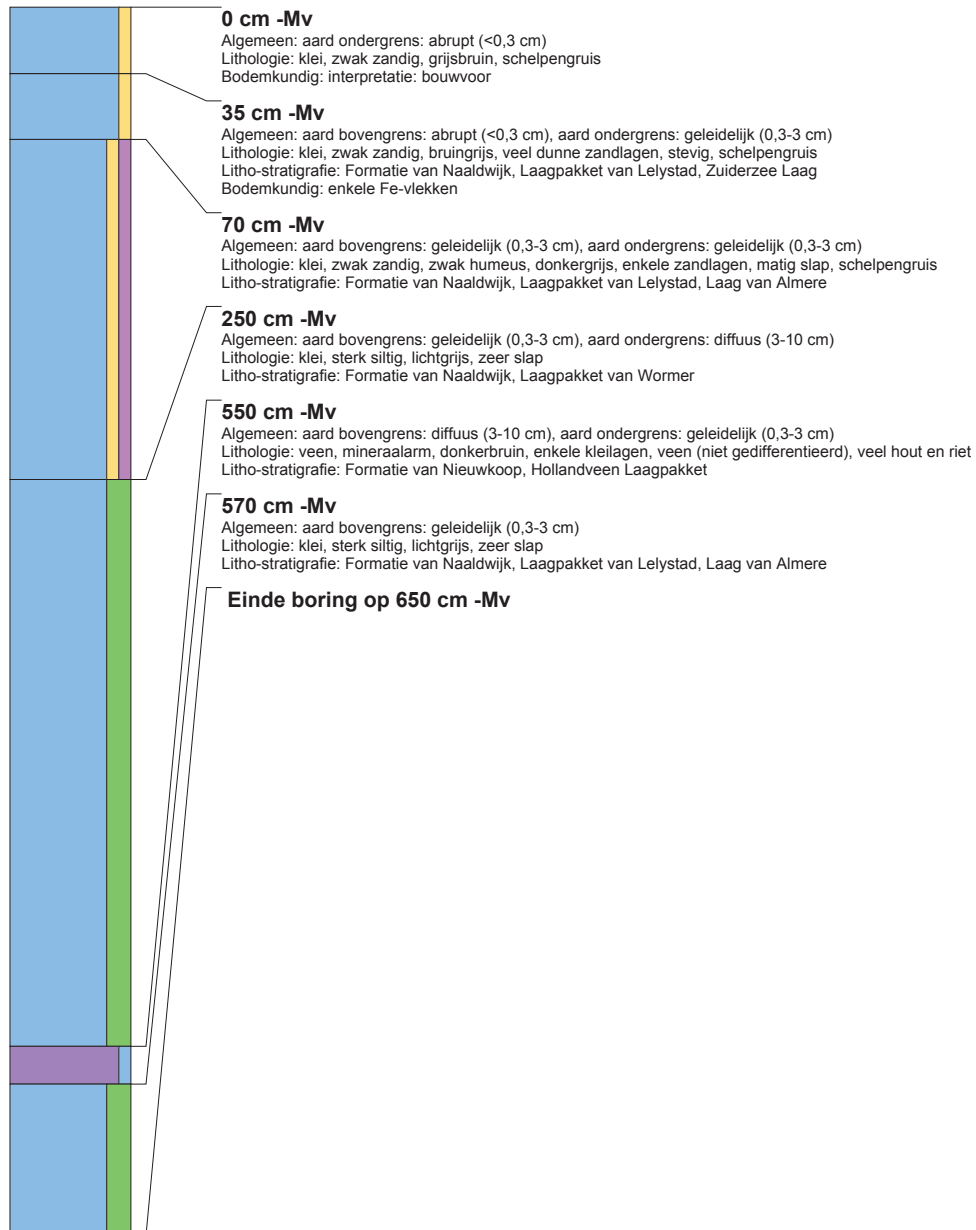 0 cm -Mv
Algemeen: aard ondergrens: abrupt (<0,3 cm)
Lithologie: klei, zwak zandig, grijsbruin, schelpengruis
Bodemkundig: interpretatie: bouwvoor
35 cm -Mv
Algemeen: aard bovengrens: abrupt (<0,3 cm), aard ondergrens: geleidelijk (0,3-3 cm)
Lithologie: klei, zwak zandig, bruingrijs, veel dunne zandlagen, stevig, schelpengruis
Litho-stratigrafie: Formatie van Naaldwijk, Laagpakket van Lelystad, Zuiderzee Laag
Bodemkundig: enkele Fe-vlekken
70 cm -Mv
Algemeen: aard bovengrens: geleidelijk (0,3-3 cm), aard ondergrens: geleidelijk (0,3-3 cm)
Lithologie: klei, zwak zandig, zwak humeus, donkergrijs, enkele zandlagen, matig slap, schelpengruis
Litho-stratigrafie: Formatie van Naaldwijk, Laagpakket van Lelystad, Laag van Almere
250 cm -Mv
Algemeen: aard bovengrens: geleidelijk (0,3-3 cm), aard ondergrens: diffuus (3-10 cm)
Lithologie: klei, sterk siltig, lichtgrijs, zeer slap
Litho-stratigrafie: Formatie van Naaldwijk, Laagpakket van Wormer
550 cm -Mv
Algemeen: aard bovengrens: diffuus (3-10 cm), aard ondergrens: geleidelijk (0,3-3 cm)
Lithologie: veen, mineraalarm, donkerbruin, enkele kleilagen, veen (niet gedifferentieerd), veel hout en riet
Litho-stratigrafie: Formatie van Nieuwkoop, Hollandveen Laagpakket
570 cm -Mv
Algemeen: aard bovengrens: geleidelijk (0,3-3 cm)
Lithologie: klei, sterk siltig, lichtgrijs, zeer slap
Litho-stratigrafie: Formatie van Naaldwijk, Laagpakket van Lelystad, Laag van Almere
Einde boring op 650 cm -Mv